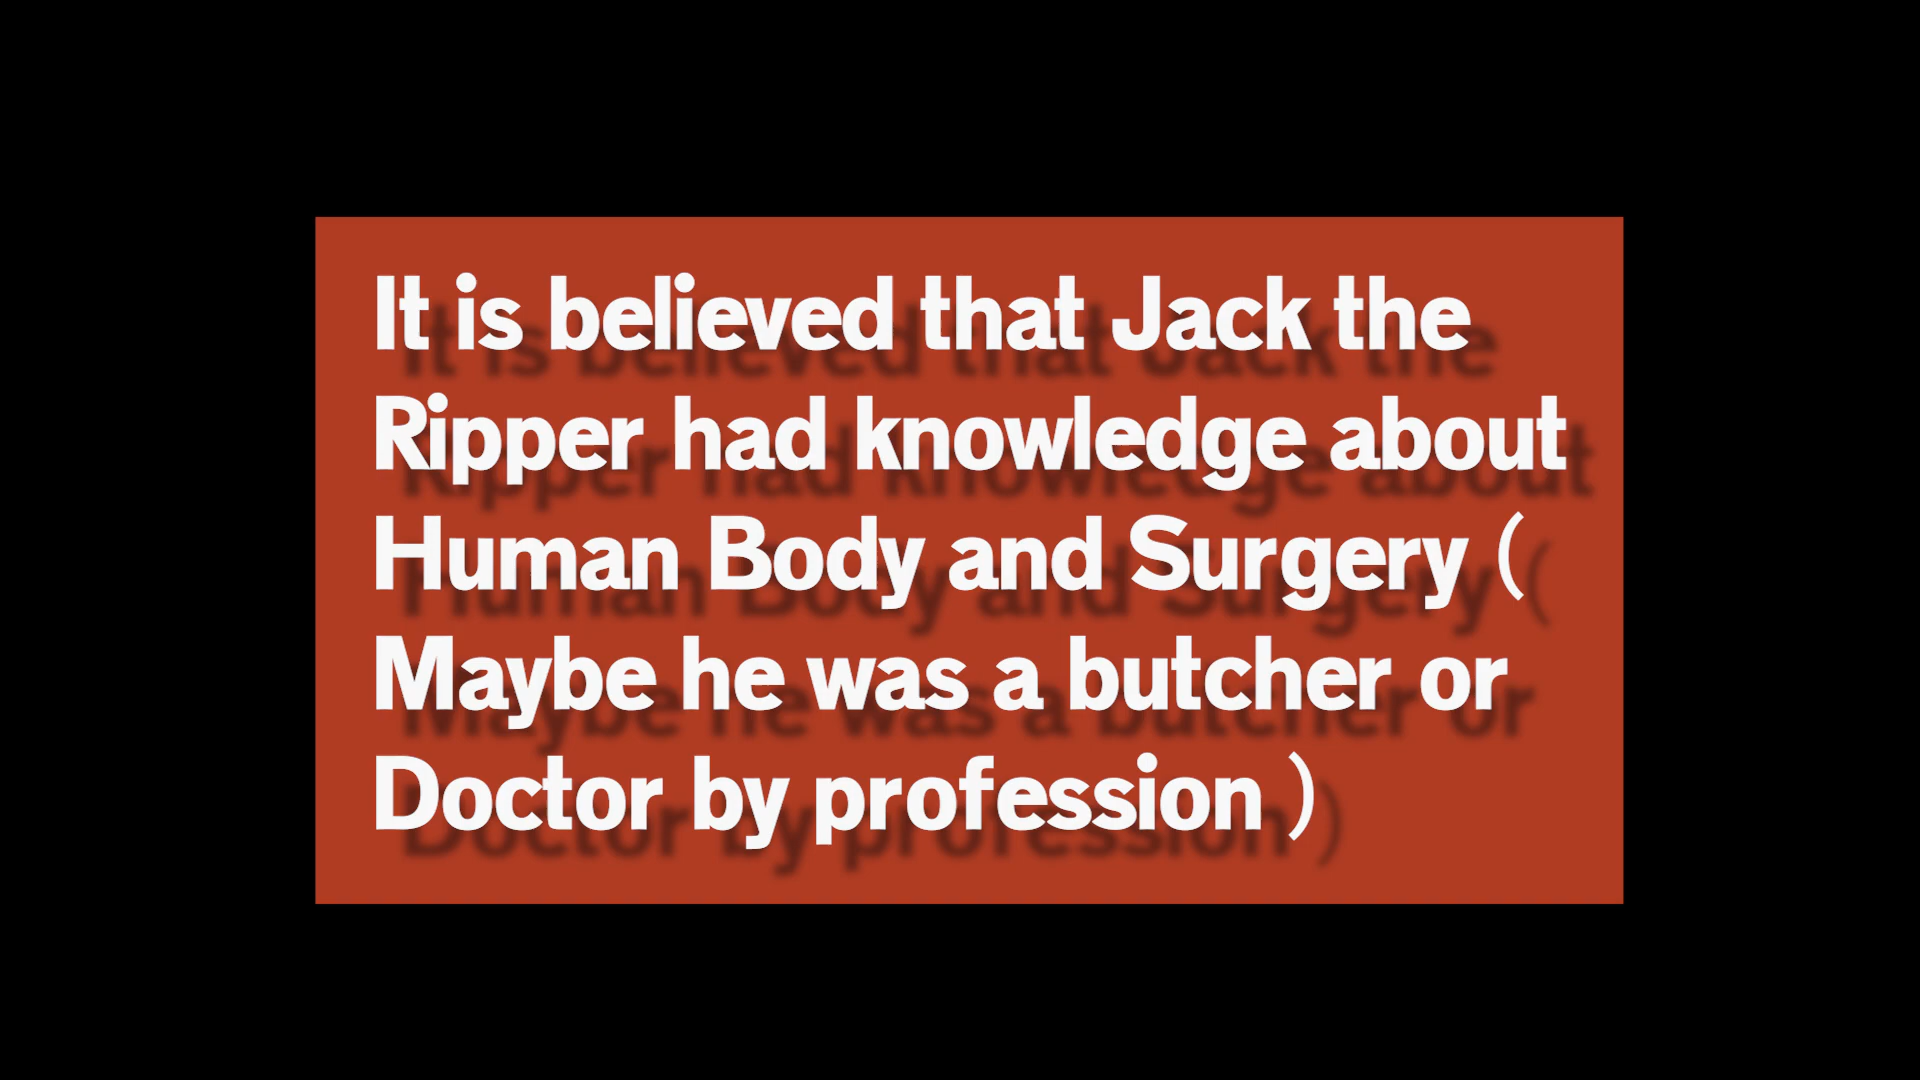 It is believed that Jack the
Ripper had knowledge about
Human Body and Surgery (
Maybe he was a butcher or
Doctor by profession )